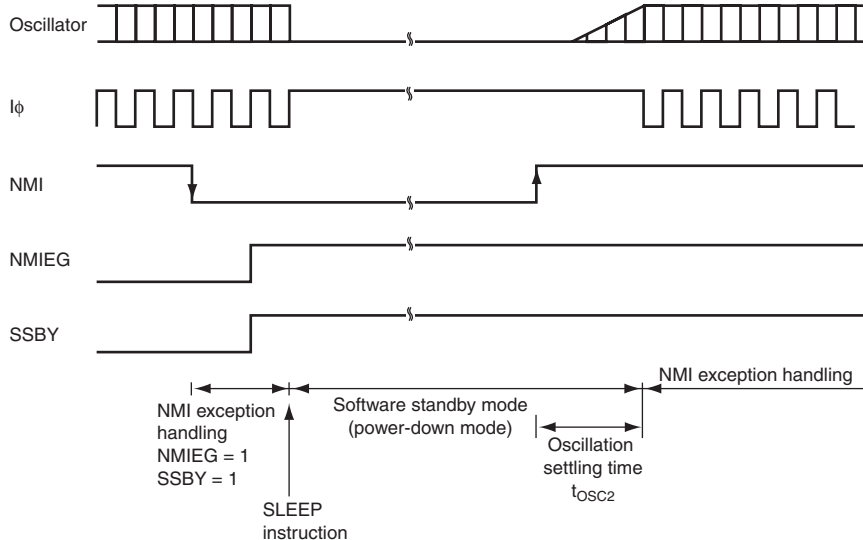 Oscillator
Iϕ
NMI
NMIEG
SSBY
NMI exception
handling
NMIEG = 1
SSBY = 1
Software standby mode
(power-down mode)
NMI exception handling
Oscillation
settling time
tOSC2
SLEEP
instruction